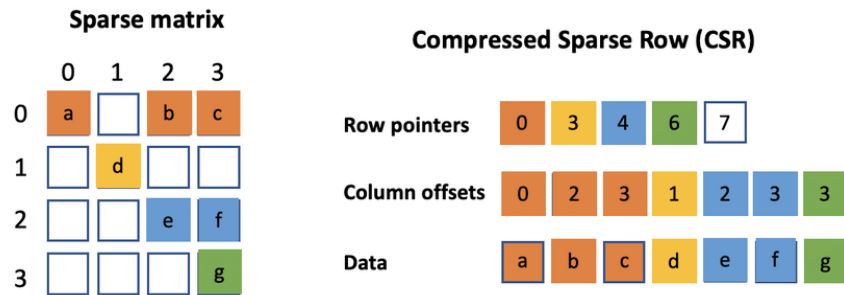 Sparse matrix
0 1 2 3
0 a b c
1 d
2 e f
3 g
Compressed Sparse Row (CSR)
Row pointers 0 3 4 6 7
Column offsets 0 2 3 1 2 3 3
Data a b c d e f g